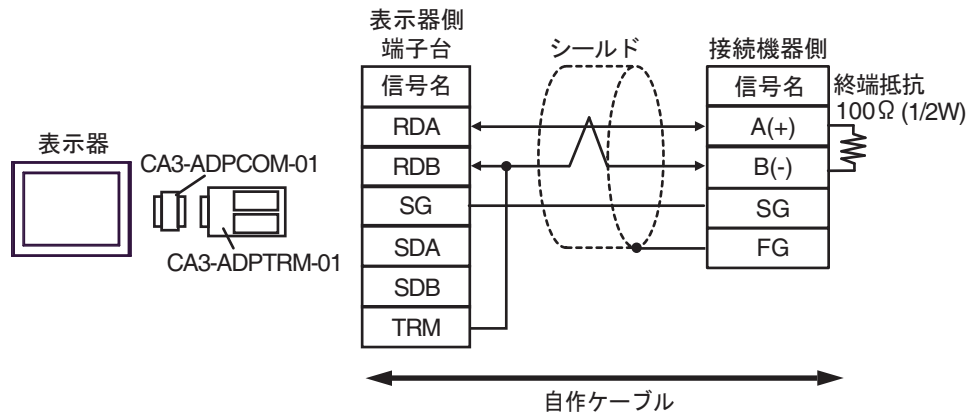 表示器
CA3-ADPCOM-01
CA3-ADPTRM-01
表示器側
端子台
信号名
RDA
RDB
SG
SDA
SDB
TRM
シールド
接続機器側
信号名
A(+)
B(-)
SG
FG
終端抵抗
100Ω (1/2W)
自作ケーブル